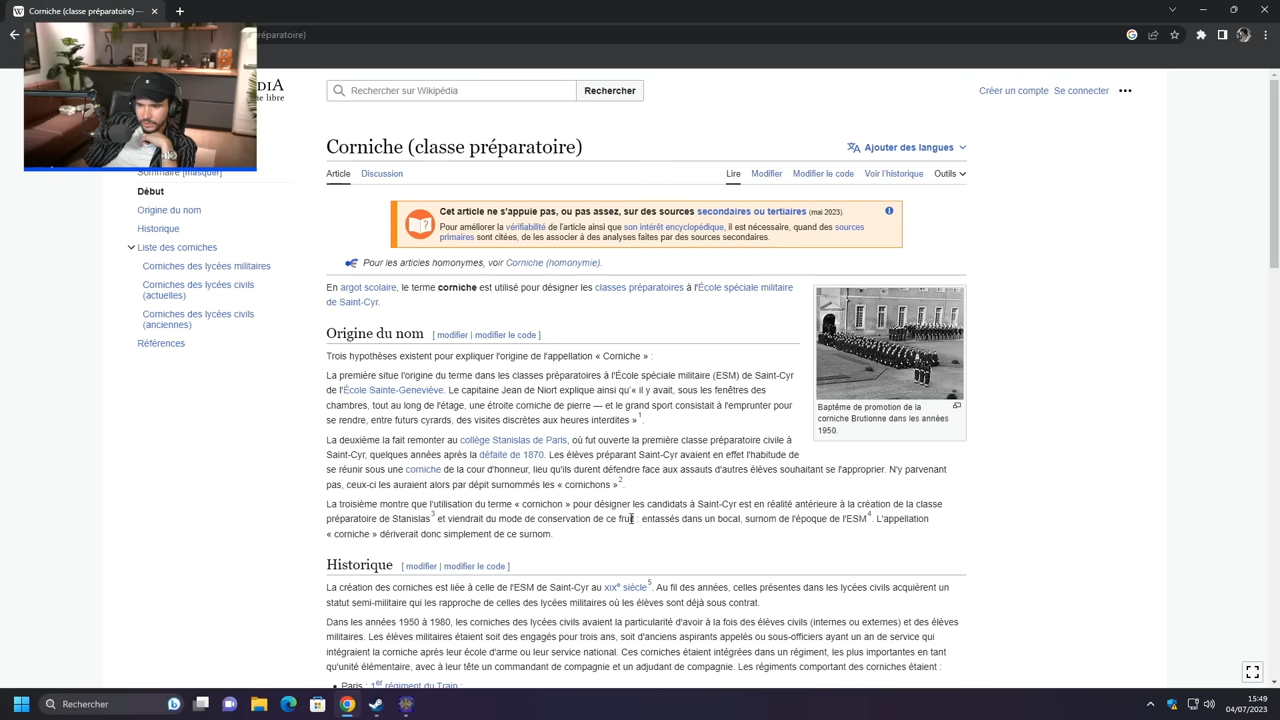 Corniche (classe préparatoire) —
éparatoire)
DIA
ne libre
Rechercher sur Wikipédia
Rechercher
Créer un compte Se connecter
Corniche (classe préparatoire)
Ajouter des langues
Article Discussion
Lire Modifier Modifier le code Voir l'historique Outils
Sommaire [masquer]
Début
Origine du nom
Historique
Liste des corniches
Corniches des lycées militaires
Corniches des lycées civils
(actuelles)
Corniches des lycées civils
(anciennes)
Références
Cet article ne s'appuie pas, ou pas assez, sur des sources secondaires ou tertiaires (mai 2023).
Pour améliorer la vérifiabilité de l'article ainsi que son intérêt encyclopédique, il est nécessaire, quand des sources
primaires sont citées, de les associer à des analyses faites par des sources secondaires.
Pour les articles homonymes, voir Corniche (homonymie).
En argot scolaire, le terme corniche est utilisé pour désigner les classes préparatoires à l'École spéciale militaire
de Saint-Cyr.
Baptême de promotion de la
corniche Brutionne dans les années
1950.
Origine du nom [ modifier | modifier le code ]
Trois hypothèses existent pour expliquer l'origine de l'appellation « Corniche » :
La première situe l'origine du terme dans les classes préparatoires à l'École spéciale militaire (ESM) de Saint-Cyr
de l'École Sainte-Geneviève. Le capitaine Jean de Niort explique ainsi qu'« il y avait, sous les fenêtres des
chambres, tout au long de l'étage, une étroite corniche de pierre — et le grand sport consistait à l'emprunter pour
se rendre, entre futurs cyrards, des visites discrètes aux heures interdites »1.
La deuxième la fait remonter au collège Stanislas de Paris, où fut ouverte la première classe préparatoire civile à
Saint-Cyr, quelques années après la défaite de 1870. Les élèves préparant Saint-Cyr avaient en effet l'habitude de
se réunir sous une corniche de la cour d'honneur, lieu qu'ils durent défendre face aux assauts d'autres élèves souhaitant se l'approprier. N'y parvenant
pas, ceux-ci les auraient alors par dépit surnommés les « cornichons »2.
La troisième montre que l'utilisation du terme « cornichon » pour désigner les candidats à Saint-Cyr est en réalité antérieure à la création de la classe
préparatoire de Stanislas3 et viendrait du mode de conservation de ce fruit : entassés dans un bocal, surnom de l'époque de l'ESM4. L'appellation
« corniche » dériverait donc simplement de ce surnom.
Historique [ modifier | modifier le code ]
La création des corniches est liée à celle de l'ESM de Saint-Cyr au XIXe siècle5. Au fil des années, celles présentes dans les lycées civils acquièrent un
statut semi-militaire qui les rapproche de celles des lycées militaires où les élèves sont déjà sous contrat.
Dans les années 1950 à 1980, les corniches des lycées civils avaient la particularité d'avoir à la fois des élèves civils (internes ou externes) et des élèves
militaires. Les élèves militaires étaient soit des engagés pour trois ans, soit d'anciens aspirants appelés ou sous-officiers ayant un an de service qui
intégraient la corniche après leur école d'arme ou leur service national. Ces corniches étaient intégrées dans un régiment, les plus importantes en tant
qu'unité élémentaire, avec à leur tête un commandant de compagnie et un adjudant de compagnie. Les régiments comportant des corniches étaient :
• Paris : 1er régiment du Train ;
Rechercher
15:49
04/07/2023